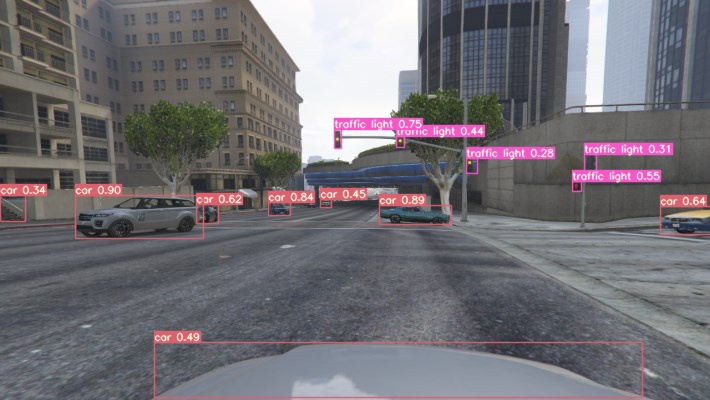 traffic light 0.75
traffic light 0.44
traffic light 0.31
traffic light 0.28
traffic light 0.55
car 0.34
car 0.90
car 0.62
car 0.84
car 0.45
car 0.89
car 0.64
car 0.49